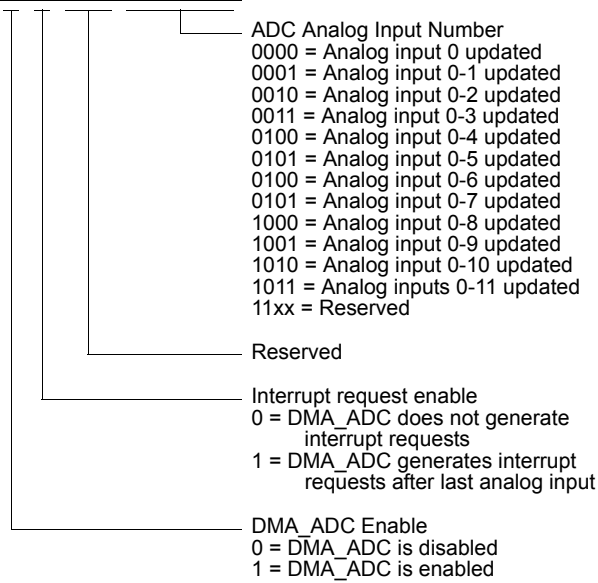 ADC Analog Input Number
0000 = Analog input 0 updated
0001 = Analog input 0-1 updated
0010 = Analog input 0-2 updated
0011 = Analog input 0-3 updated
0100 = Analog input 0-4 updated
0101 = Analog input 0-5 updated
0100 = Analog input 0-6 updated
0101 = Analog input 0-7 updated
1000 = Analog input 0-8 updated
1001 = Analog input 0-9 updated
1010 = Analog input 0-10 updated
1011 = Analog inputs 0-11 updated
11xx = Reserved
Reserved
Interrupt request enable
0 = DMA_ADC does not generate
interrupt requests
1 = DMA_ADC generates interrupt
requests after last analog input
DMA_ADC Enable
0 = DMA_ADC is disabled
1 = DMA_ADC is enabled